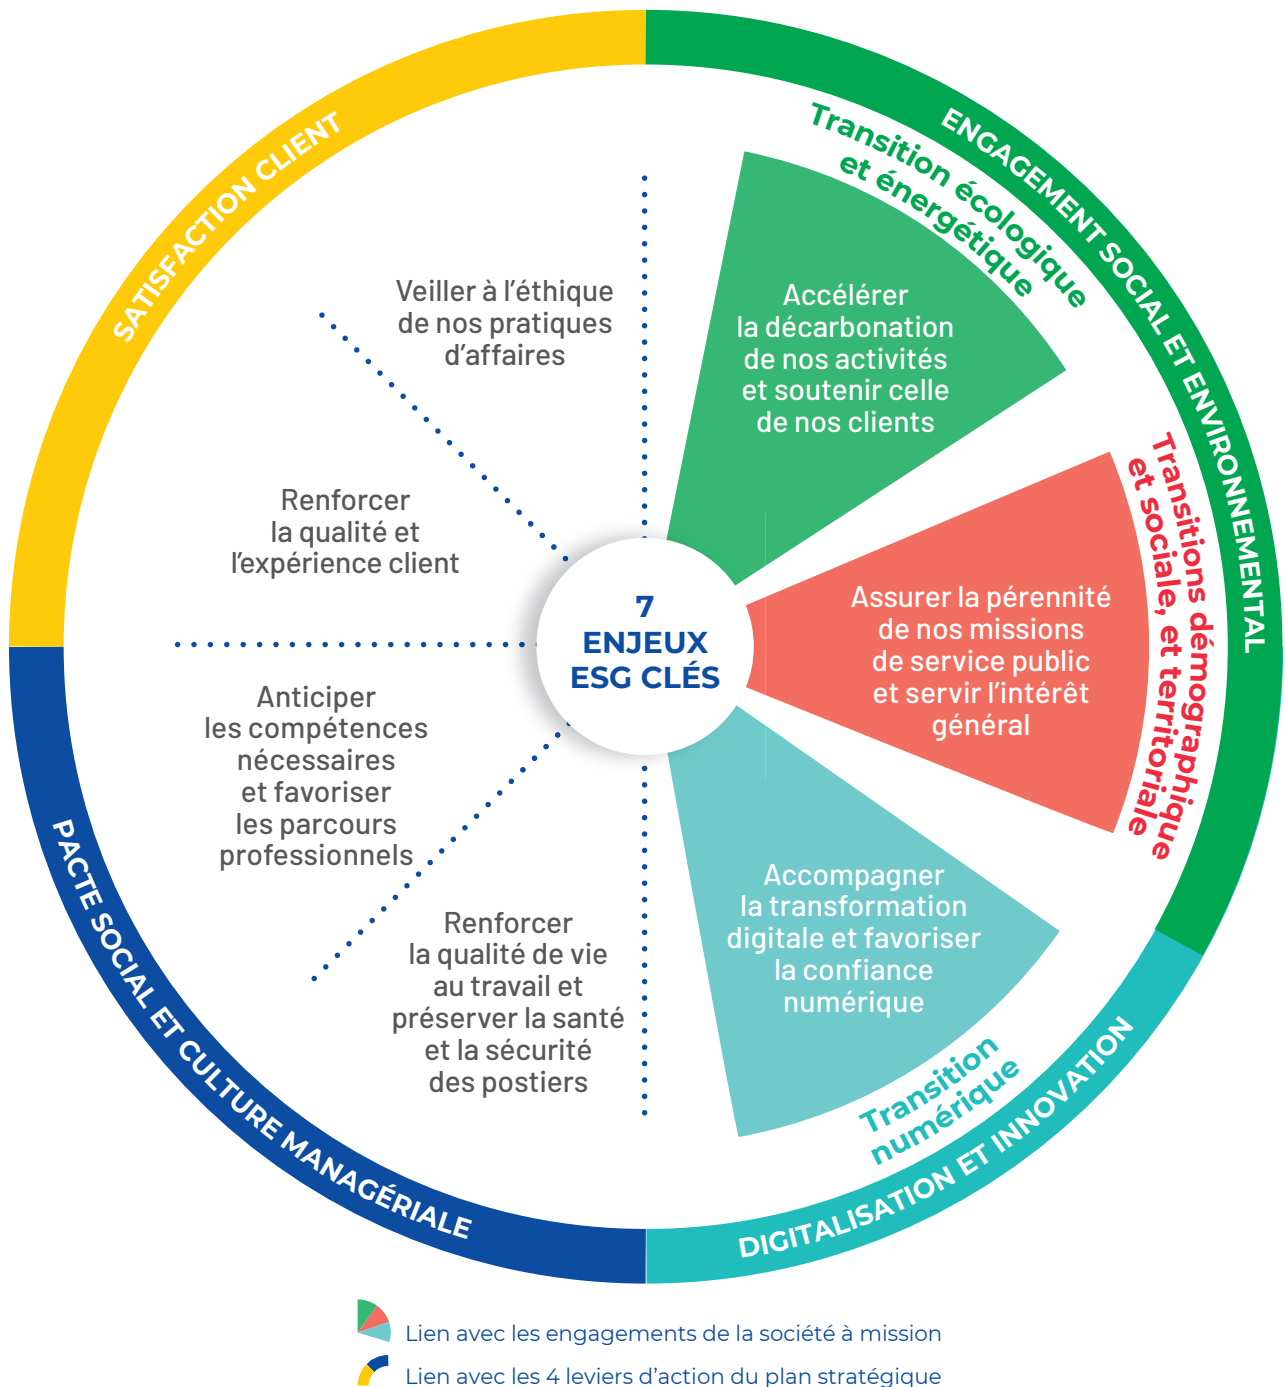 SATISFACTION CLIENT
ENGAGEMENT SOCIAL ET ENVIRONNEMENTAL
Transition écologique
et énergétique
Accélérer
la décarbonation
de nos activités
et soutenir celle
de nos clients
Veiller à l’éthique
de nos pratiques
d’affaires
Renforcer
la qualité et
l’expérience client
7
ENJEUX
ESG CLÉS
Transitions démographique
et sociale, et territoriale
Assurer la pérennité
de nos missions
de service public
et servir l’intérêt
général
Anticiper
les compétences
nécessaires
et favoriser
les parcours
professionnels
Accompagner
la transformation
digitale et favoriser
la confiance
numérique
Renforcer
la qualité de vie
au travail et
préserver la santé
et la sécurité
des postiers
Transition
numérique
PACTE SOCIAL ET CULTURE MANAGÉRIALE
DIGITALISATION ET INNOVATION
Lien avec les engagements de la société à mission
Lien avec les 4 leviers d’action du plan stratégique